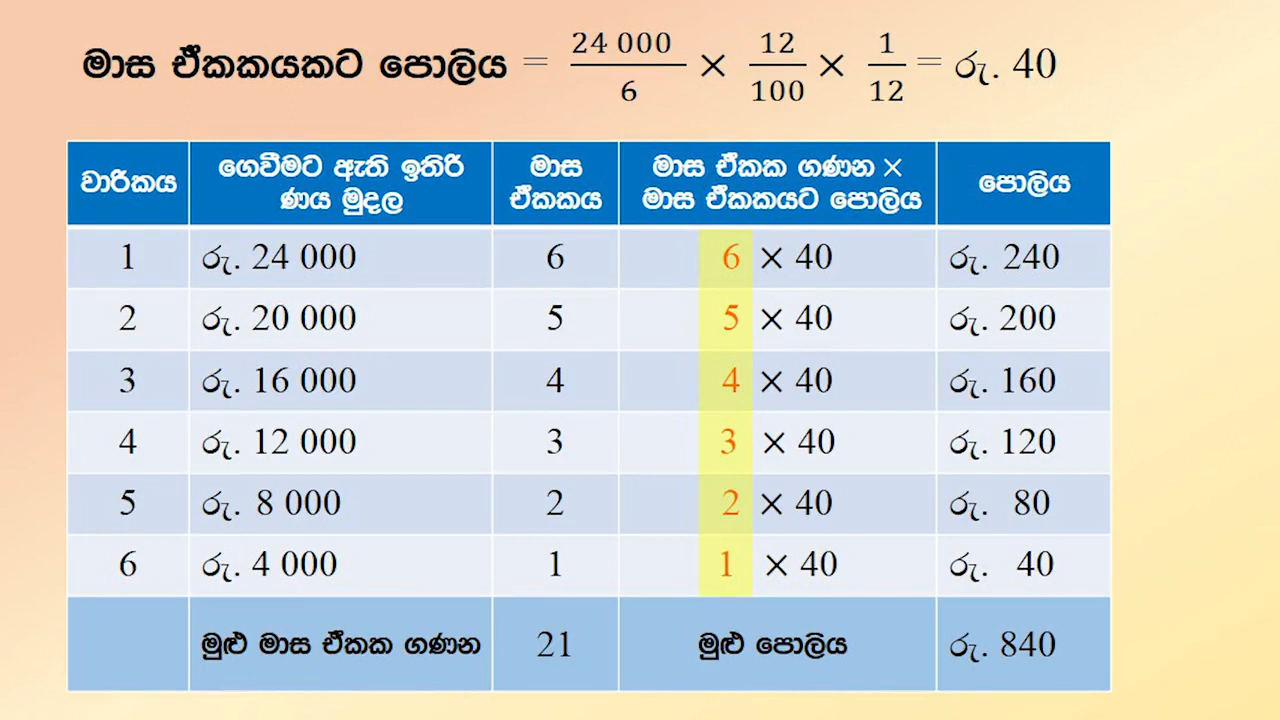 මාස ඒකකයකට පොලිය = 24 000/6 × 12/100 × 1/12 = රු. 40
වාරිකය | ගෙවීමට ඇති ඉතිරි ණය මුදල | මාස ඒකකය | මාස ඒකක ගණන × මාස ඒකකයට පොලිය | පොලිය
1 | රු. 24 000 | 6 | 6 × 40 | රු. 240
2 | රු. 20 000 | 5 | 5 × 40 | රු. 200
3 | රු. 16 000 | 4 | 4 × 40 | රු. 160
4 | රු. 12 000 | 3 | 3 × 40 | රු. 120
5 | රු. 8 000 | 2 | 2 × 40 | රු. 80
6 | රු. 4 000 | 1 | 1 × 40 | රු. 40
මුළු මාස ඒකක ගණන | 21 | මුළු පොලිය | රු. 840